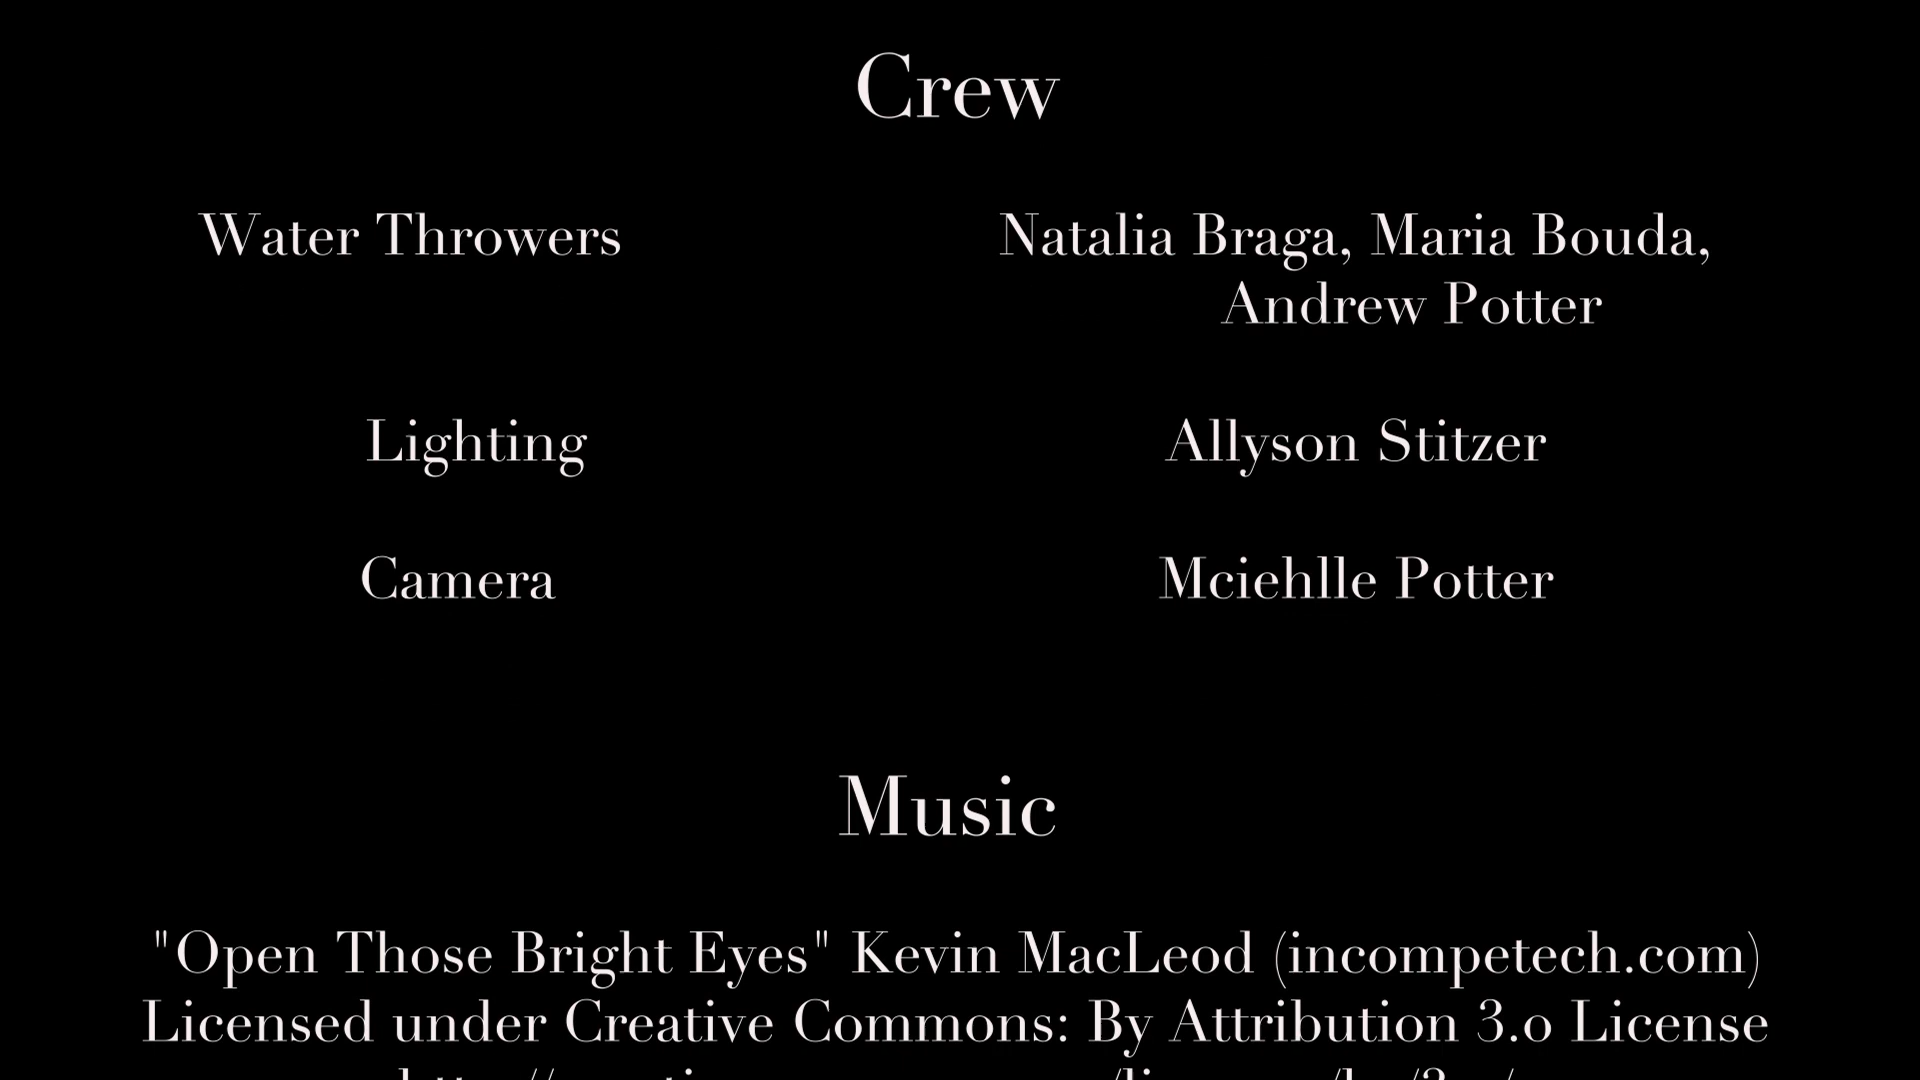 Crew
Water Throwers Natalia Braga, Maria Bouda,
Andrew Potter
Lighting Allyson Stitzer
Camera Mciehlle Potter
Music
"Open Those Bright Eyes" Kevin MacLeod (incompetech.com)
Licensed under Creative Commons: By Attribution 3.0 License